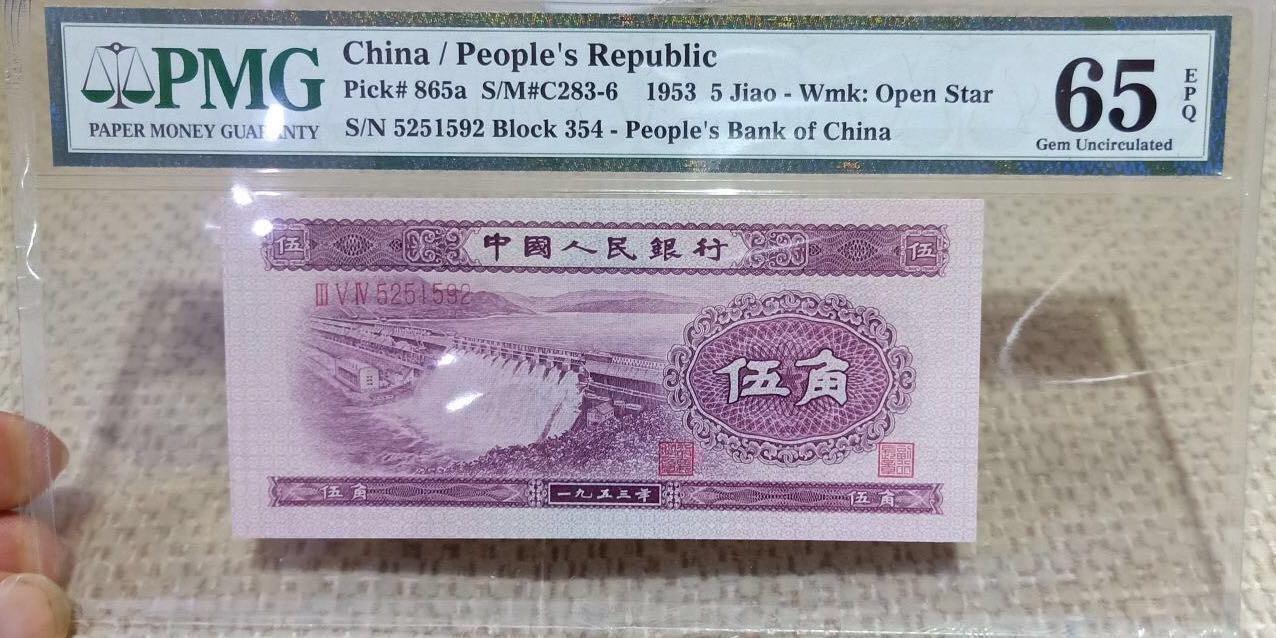 PMG
PAPER MONEY GUARANTY
China / People's Republic
Pick# 865a S/M#C283-6 1953 5 Jiao - Wmk: Open Star
S/N 5251592 Block 354 - People's Bank of China
65
EPQ
Gem Uncirculated
伍 中國人民銀行 伍
III V IV 5251592
伍角
伍角 一九五三年 伍角